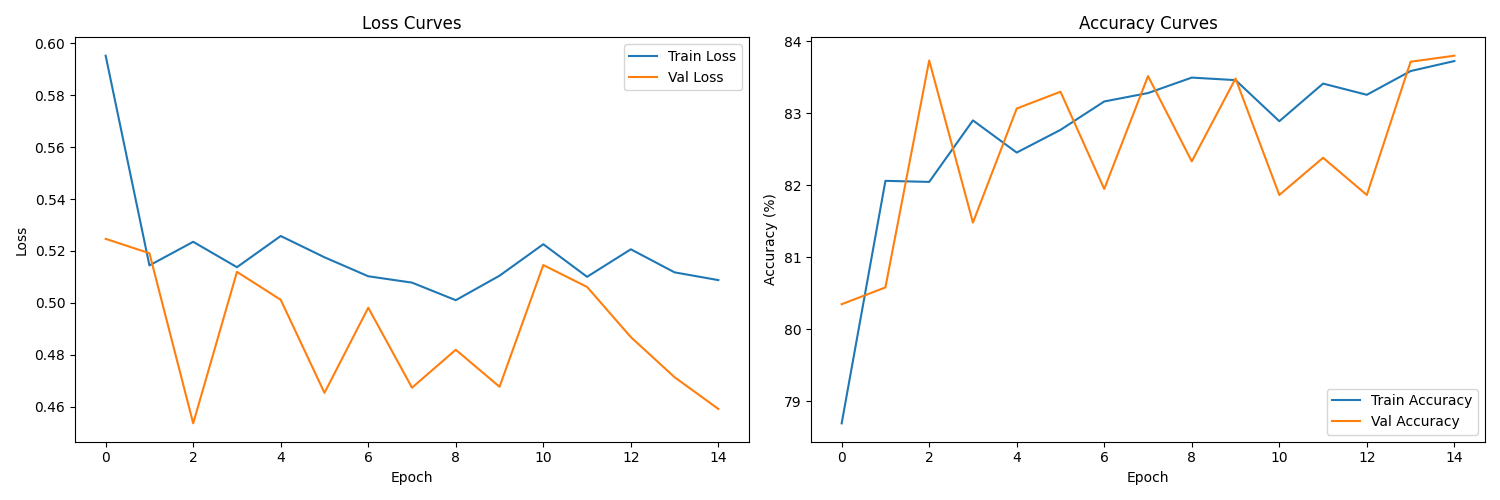 Loss Curves
0.60
0.58
0.56
0.54
0.52
0.50
0.48
0.46
Loss
0 2 4 6 8 10 12 14
Epoch
Train Loss
Val Loss
Accuracy Curves
84
83
82
81
80
79
Accuracy (%)
0 2 4 6 8 10 12 14
Epoch
Train Accuracy
Val Accuracy